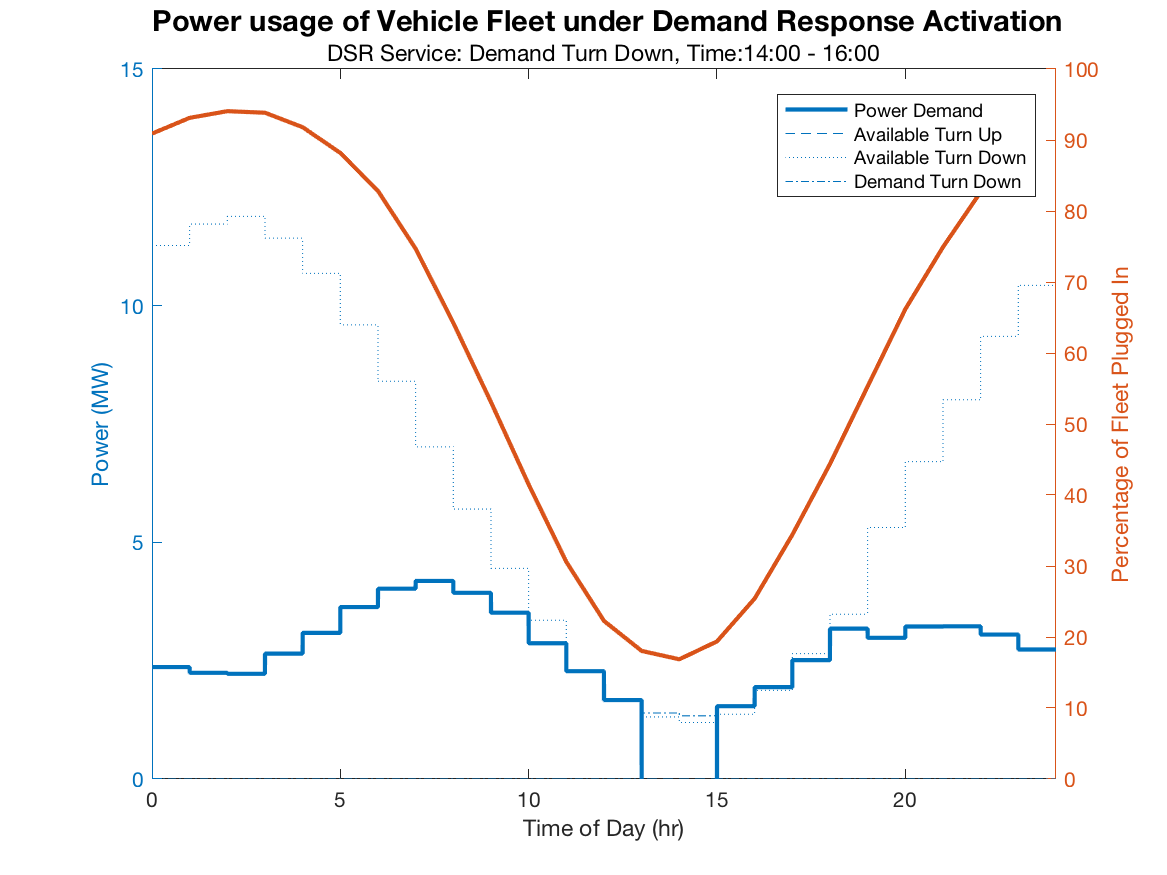 Power usage of Vehicle Fleet under Demand Response Activation
DSR Service: Demand Turn Down, Time:14:00 - 16:00
Power Demand
Available Turn Up
Available Turn Down
Demand Turn Down
Power (MW)
15
10
5
0
Percentage of Fleet Plugged In
100
90
80
70
60
50
40
30
20
10
0
0 5 10 15 20
Time of Day (hr)